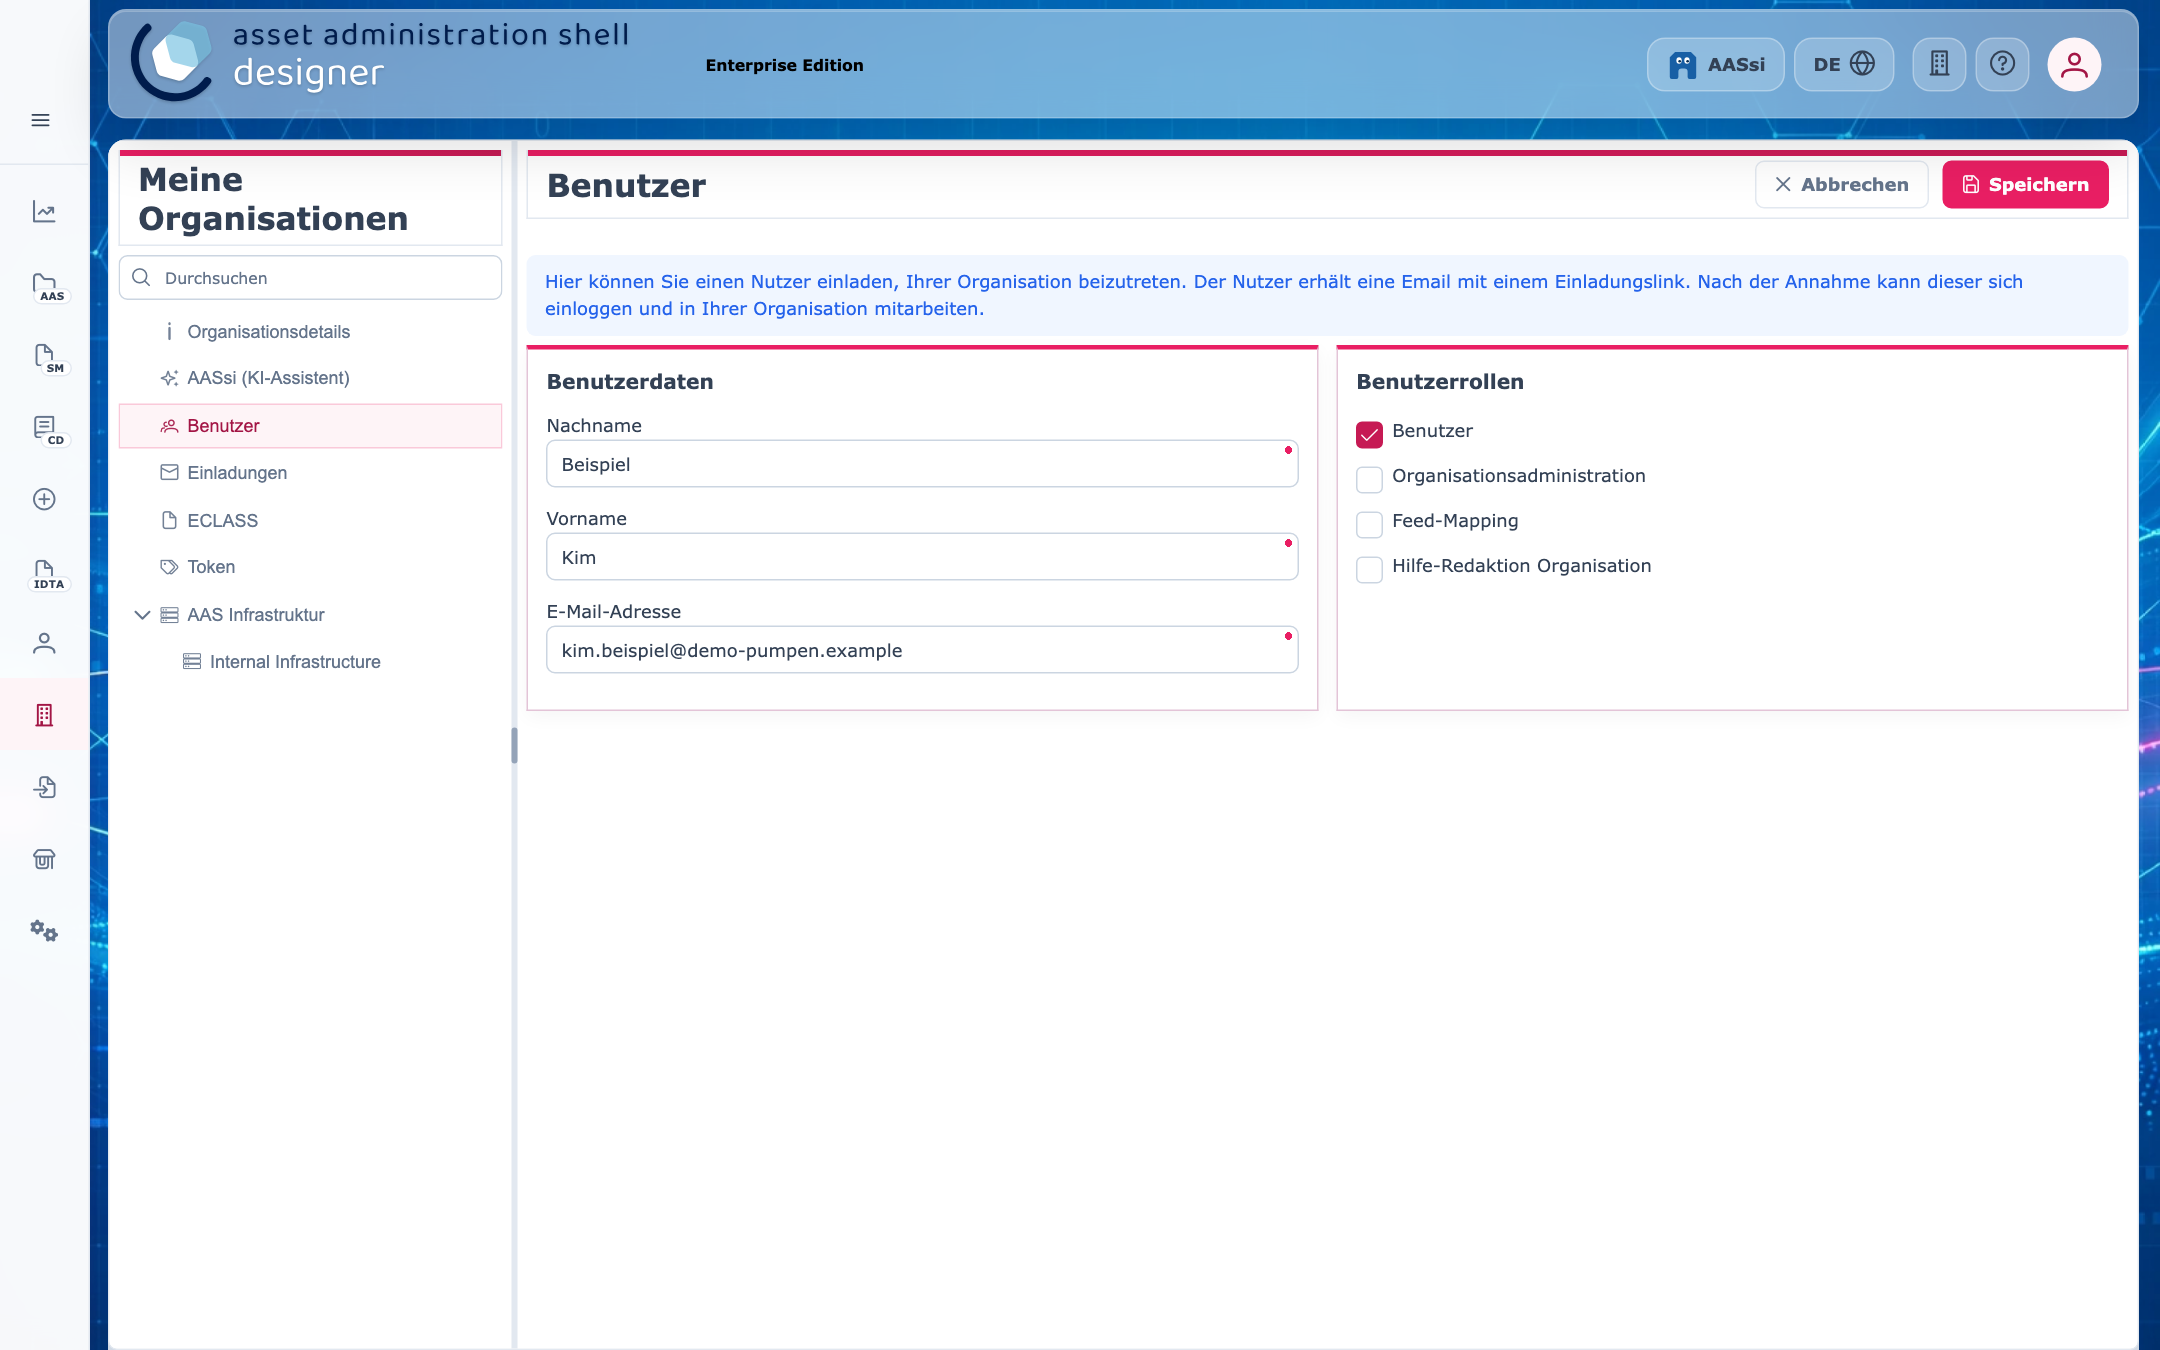 asset administration shell
designer
Enterprise Edition
AASsi
DE
Meine
Organisationen
Durchsuchen
Organisationsdetails
AASsi (KI-Assistent)
Benutzer
Einladungen
ECLASS
Token
AAS Infrastruktur
Internal Infrastructure
AAS
SM
CD
IDTA
Benutzer
Abbrechen
Speichern
Hier können Sie einen Nutzer einladen, Ihrer Organisation beizutreten. Der Nutzer erhält eine Email mit einem Einladungslink. Nach der Annahme kann dieser sich
einloggen und in Ihrer Organisation mitarbeiten.
Benutzerdaten
Nachname
Beispiel
Vorname
Kim
E-Mail-Adresse
kim.beispiel@demo-pumpen.example
Benutzerrollen
Benutzer
Organisationsadministration
Feed-Mapping
Hilfe-Redaktion Organisation